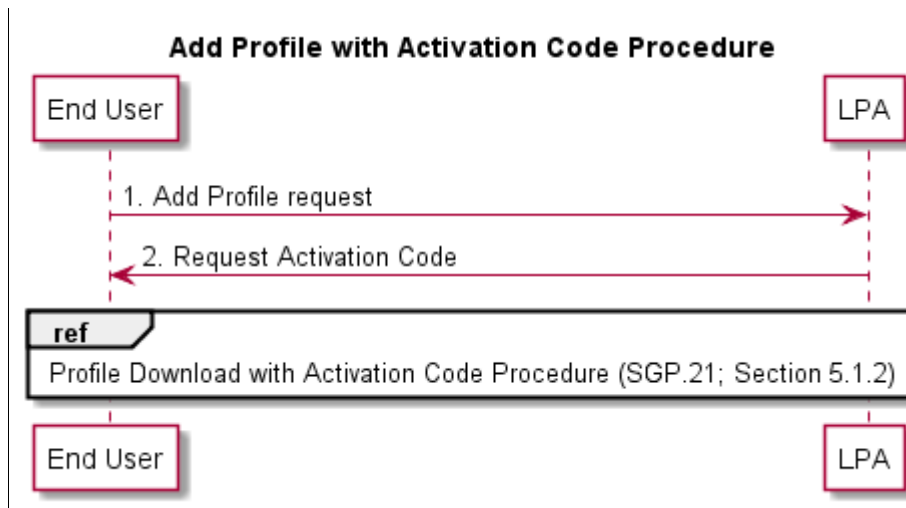 Add Profile with Activation Code Procedure
End User
LPA
1. Add Profile request
2. Request Activation Code
ref
Profile Download with Activation Code Procedure (SGP.21; Section 5.1.2)
End User
LPA